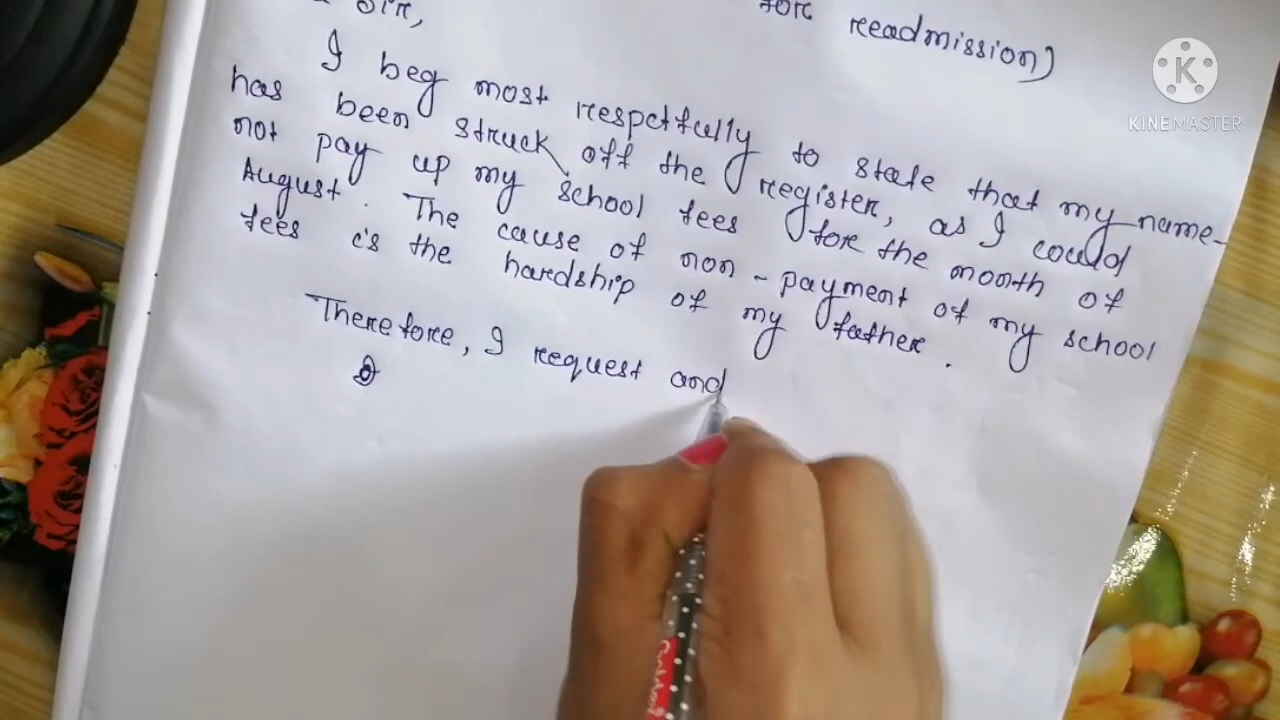 Sir,
for readmission)
I beg most respctfully to state that my name
has been struck off the register, as I could
not pay up my school fees for the month of
August. The cause of non-payment of my school
fees is the hardship of my father.
Therefore, I request and
KINEMASTER